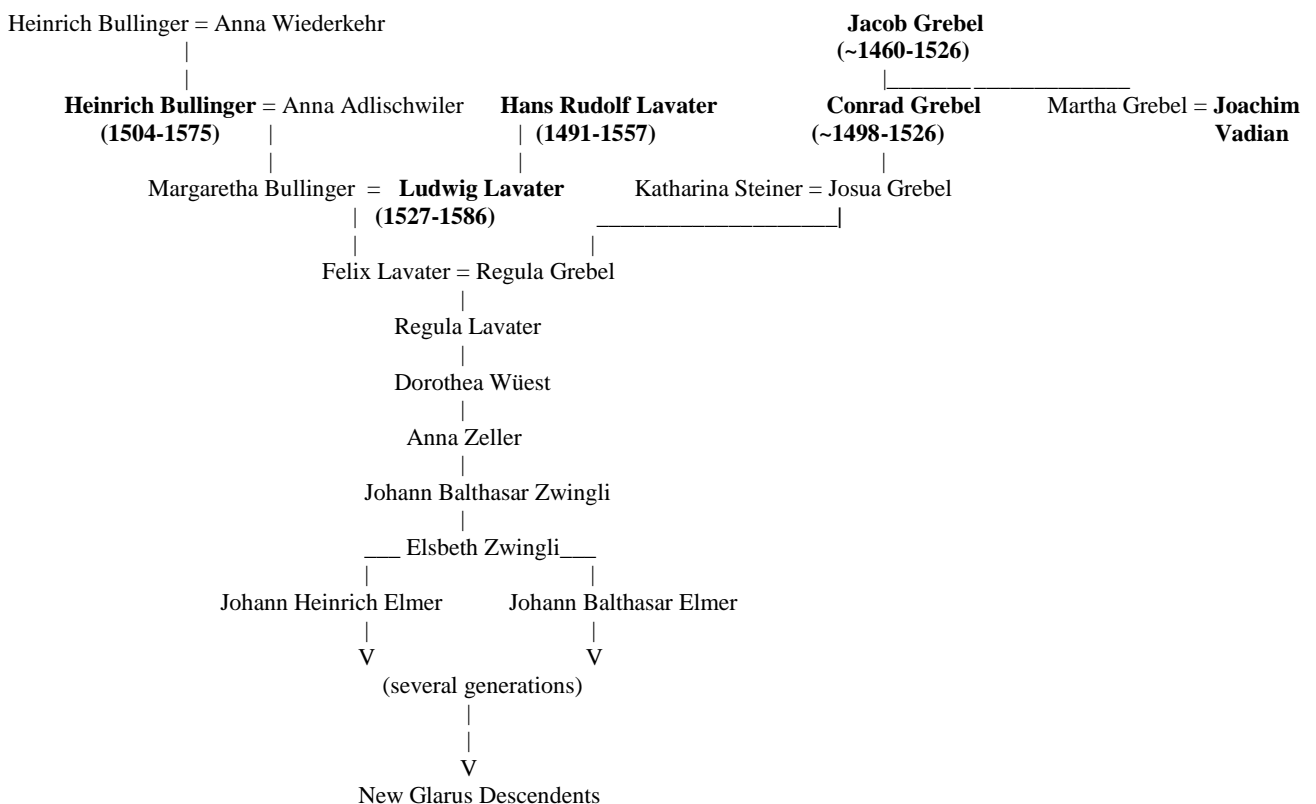 Heinrich Bullinger = Anna Wiederkehr Jacob Grebel
(~1460-1526)
Heinrich Bullinger = Anna Adlischwiler Hans Rudolf Lavater Conrad Grebel Martha Grebel = Joachim
(1504-1575) (1491-1557) (~1498-1526) Vadian
Margaretha Bullinger = Ludwig Lavater Katharina Steiner = Josua Grebel
(1527-1586)
Felix Lavater = Regula Grebel
Regula Lavater
Dorothea Wüest
Anna Zeller
Johann Balthasar Zwingli
Elsbeth Zwingli
Johann Heinrich Elmer Johann Balthasar Elmer
V V
(several generations)
V
New Glarus Descendents